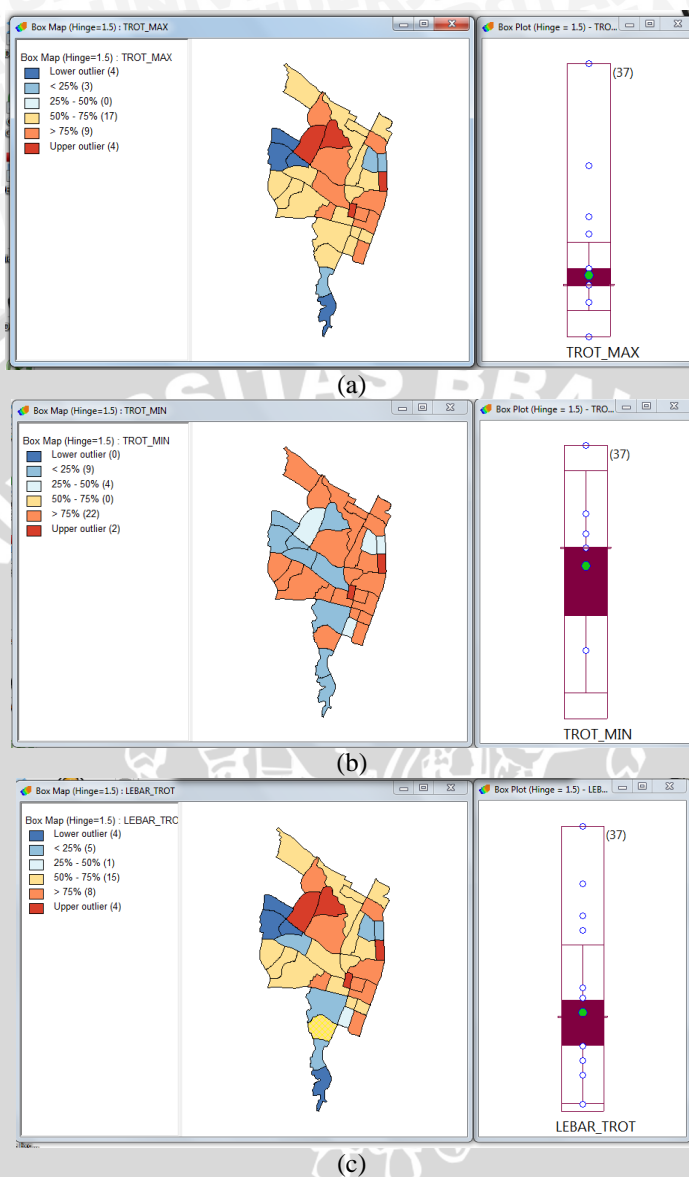 Box Map (Hinge=1.5) : TROT_MAX
Box Plot (Hinge = 1.5) - TRO...
Box Map (Hinge=1.5) : TROT_MAX
Lower outlier (4)
< 25% (3)
25% - 50% (0)
50% - 75% (17)
> 75% (9)
Upper outlier (4)
(37)
TROT_MAX
(a)
Box Map (Hinge=1.5) : TROT_MIN
Box Plot (Hinge = 1.5) - TRO...
Box Map (Hinge=1.5) : TROT_MIN
Lower outlier (0)
< 25% (9)
25% - 50% (4)
50% - 75% (0)
> 75% (22)
Upper outlier (2)
(37)
TROT_MIN
(b)
Box Map (Hinge=1.5) : LEBAR_TROT
Box Plot (Hinge = 1.5) - LEB...
Box Map (Hinge=1.5) : LEBAR_TRO
Lower outlier (4)
< 25% (5)
25% - 50% (1)
50% - 75% (15)
> 75% (8)
Upper outlier (4)
(37)
LEBAR_TROT
(c)